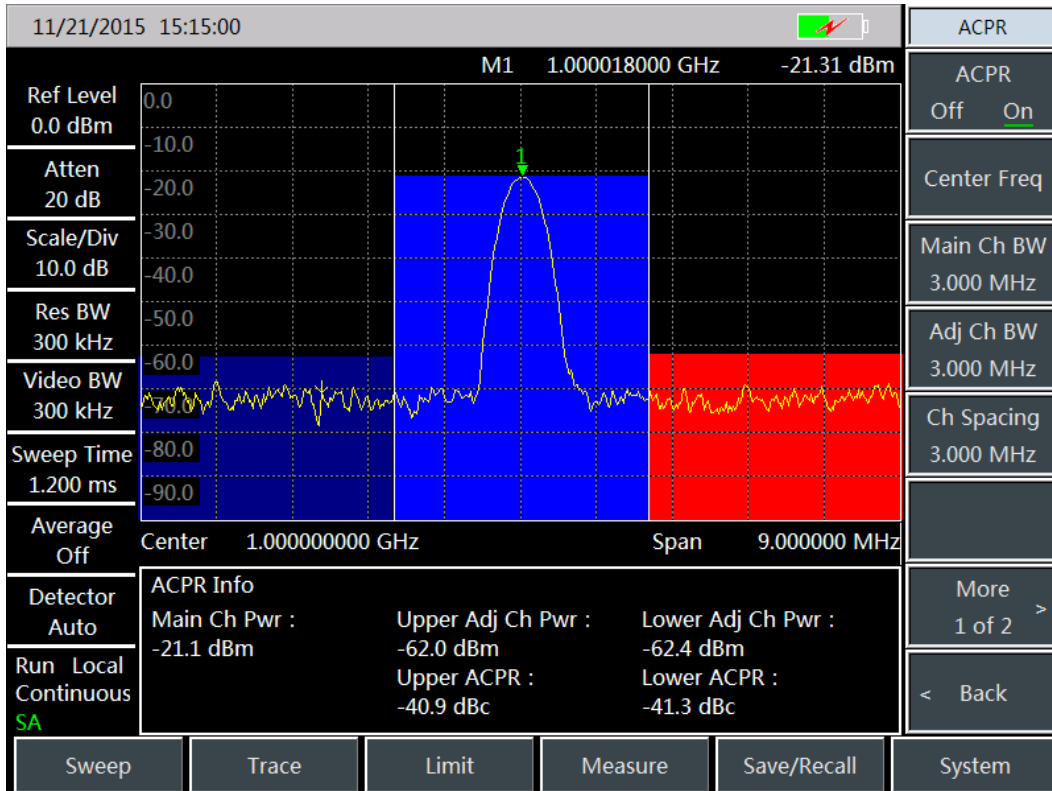 11/21/2015 15:15:00
M1 1.000018000 GHz -21.31 dBm
Ref Level
0.0 dBm
Atten
20 dB
Scale/Div
10.0 dB
Res BW
300 kHz
Video BW
300 kHz
Sweep Time
1.200 ms
Average
Off
Detector
Auto
Run Local
Continuous
SA
0.0
-10.0
-20.0
-30.0
-40.0
-50.0
-60.0
-70.0
-80.0
-90.0
1
Center 1.000000000 GHz Span 9.000000 MHz
ACPR Info
Main Ch Pwr :
-21.1 dBm
Upper Adj Ch Pwr :
-62.0 dBm
Upper ACPR :
-40.9 dBc
Lower Adj Ch Pwr :
-62.4 dBm
Lower ACPR :
-41.3 dBc
ACPR
ACPR
Off On
Center Freq
Main Ch BW
3.000 MHz
Adj Ch BW
3.000 MHz
Ch Spacing
3.000 MHz
More >
1 of 2
< Back
Sweep Trace Limit Measure Save/Recall System